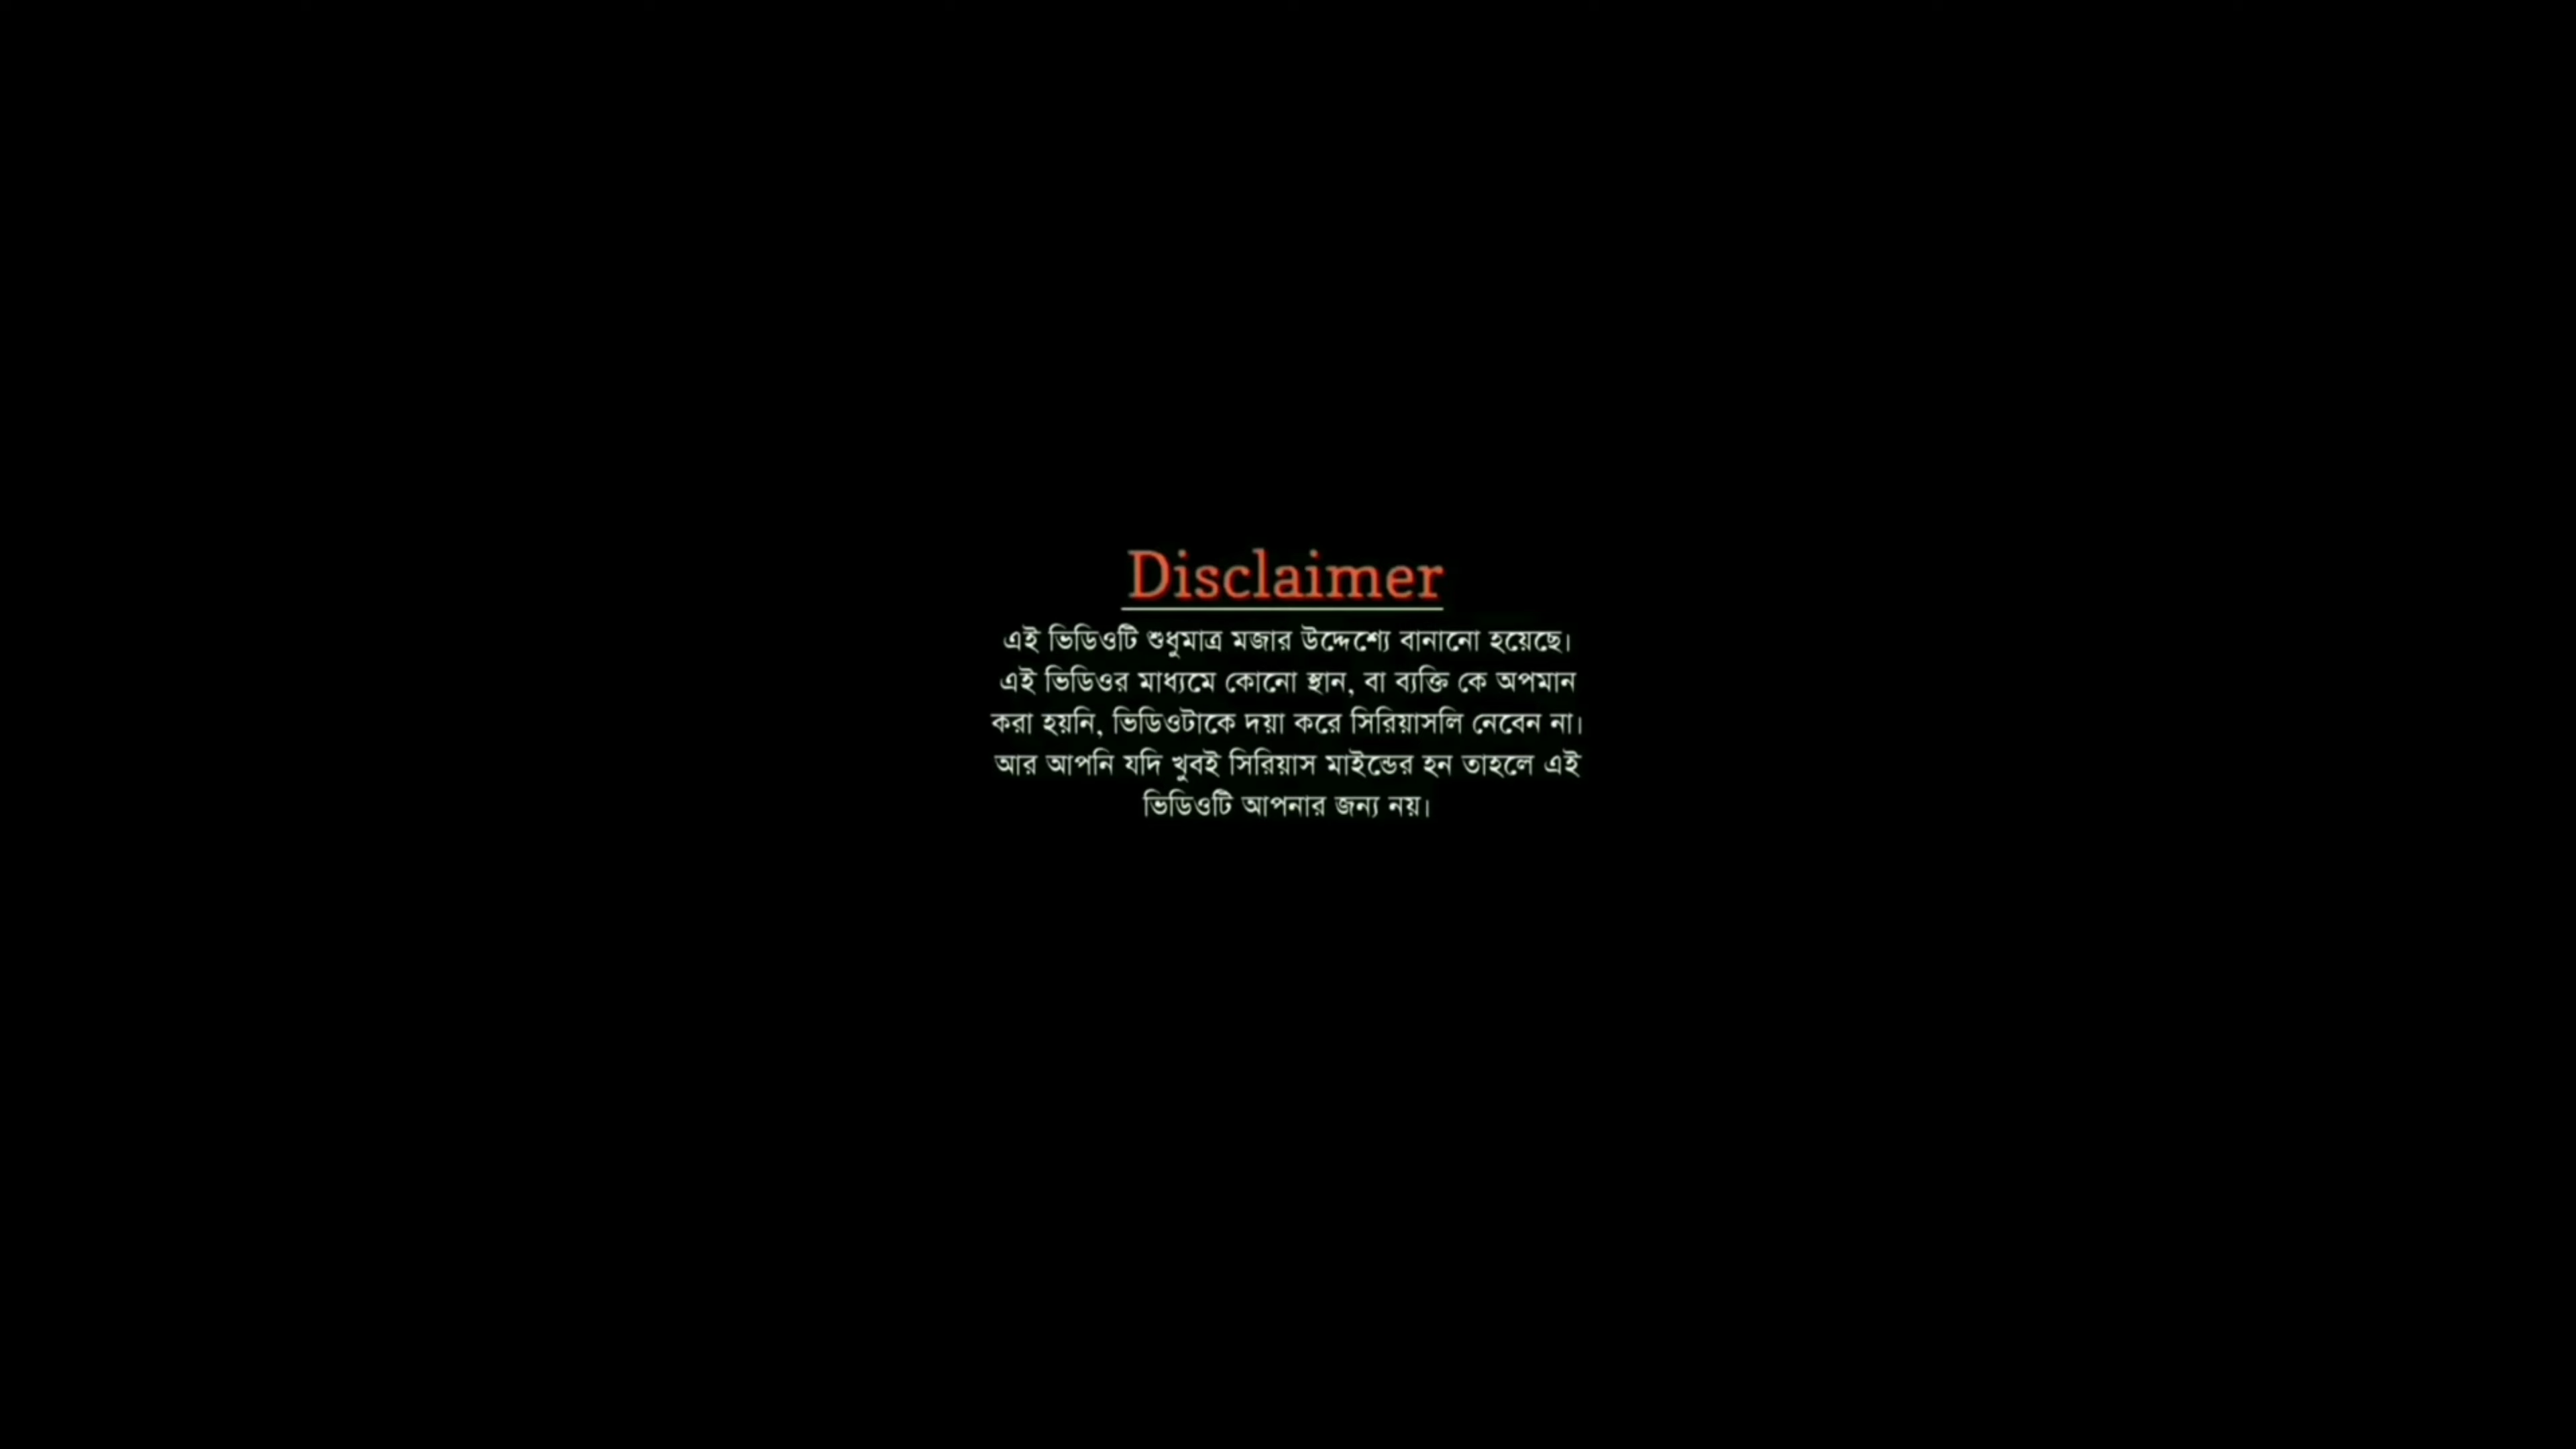 Disclaimer
এই ভিডিওটি শুধুমাত্র মজার উদ্দেশ্যে বানানো হয়েছে।
এই ভিডিওর মাধ্যমে কোনো স্থান, বা ব্যক্তি কে অপমান
করা হয়নি, ভিডিওটাকে দয়া করে সিরিয়াসলি নেবেন না।
আর আপনি যদি খুবই সিরিয়াস মাইন্ডের হন তাহলে এই
ভিডিওটি আপনার জন্য নয়।